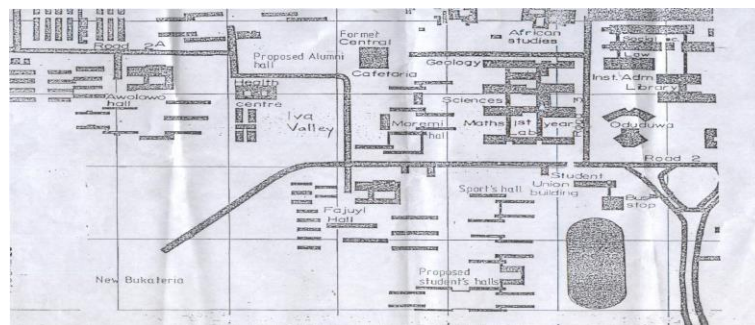 African
studies
Former
Central
Cafetaria
Road 2A
Proposed Alumni
hall
Geology
Law
Inst. Adm
Library
Awolowo
hall
Health
centre
Iva
Valley
Sciences
Maths
1st
year
Lab
Moremi
hall
Oduduwa
Road 2
Student
Union
building
Sport's hall
Bus
stop
Fajuyi
Hall
New Bukateria
Proposed
student's halls